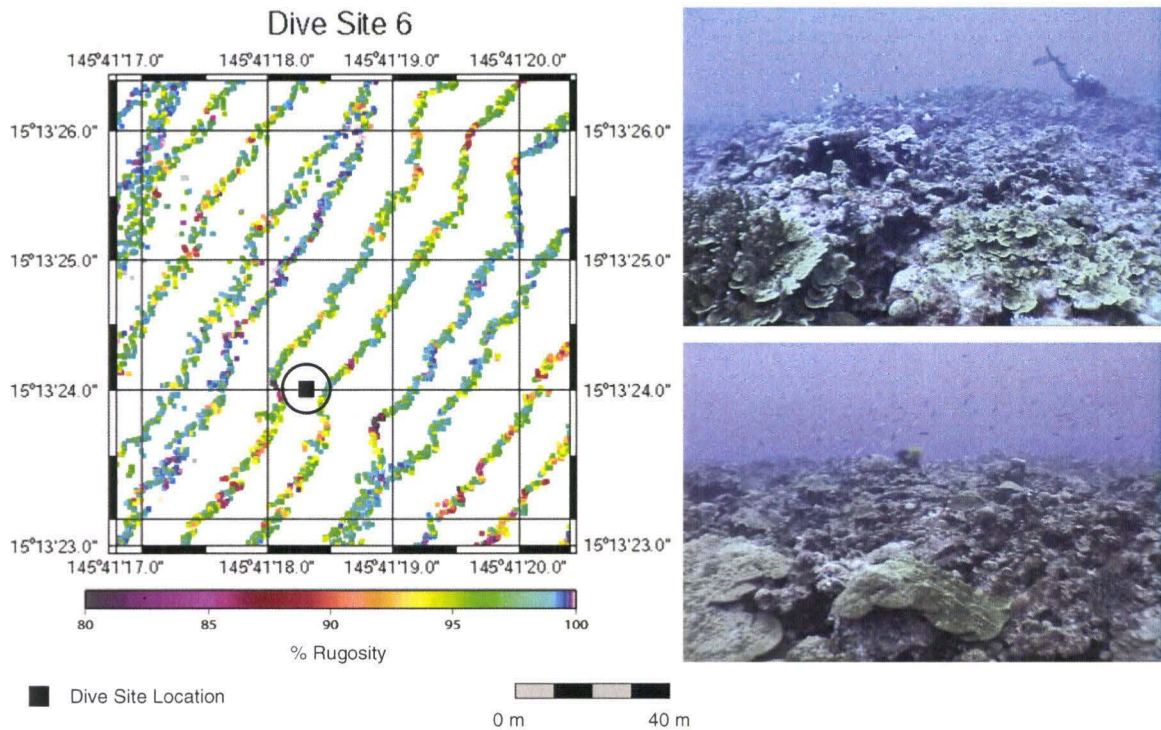 Dive Site 6
145°41'17.0" 145°41'18.0" 145°41'19.0" 145°41'20.0"
15°13'26.0" 15°13'26.0"
15°13'25.0" 15°13'25.0"
15°13'24.0" 15°13'24.0"
15°13'23.0" 15°13'23.0"
145°41'17.0" 145°41'18.0" 145°41'19.0" 145°41'20.0"
80 85 90 95 100
% Rugosity
Dive Site Location
0 m 40 m